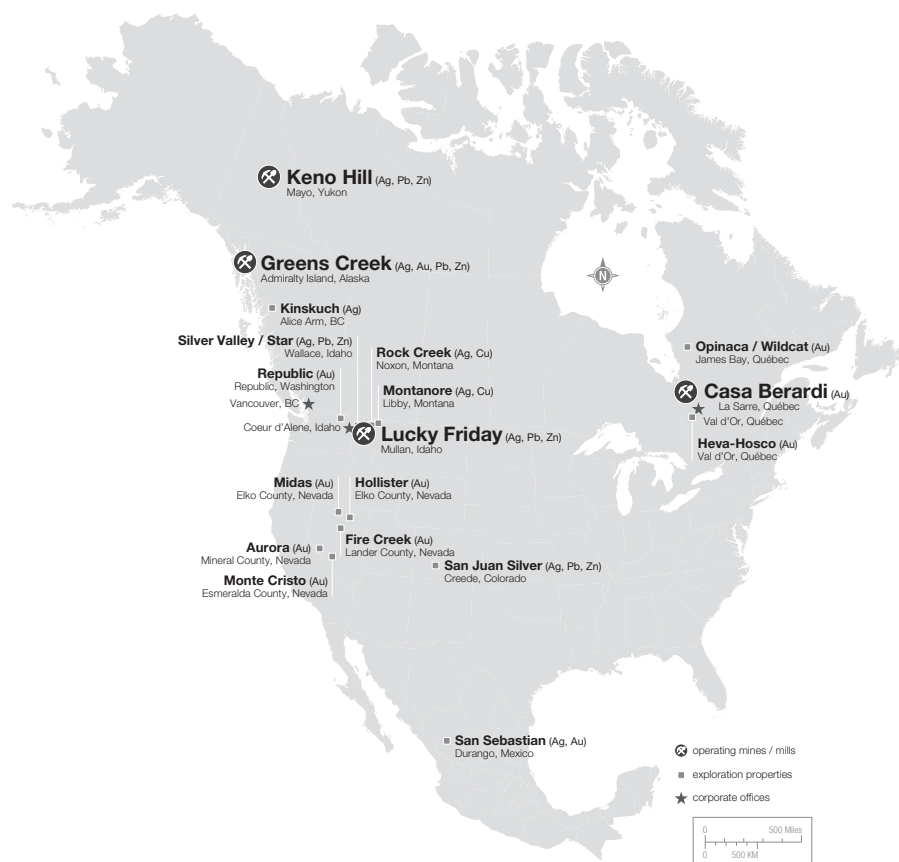 Keno Hill (Ag, Pb, Zn)
Mayo, Yukon
Greens Creek (Ag, Au, Pb, Zn)
Admiralty Island, Alaska
Kinskuch (Ag)
Alice Arm, BC
Silver Valley / Star (Ag, Pb, Zn)
Wallace, Idaho
Rock Creek (Ag, Cu)
Noxon, Montana
Republic (Au)
Republic, Washington
Montanore (Ag, Cu)
Libby, Montana
Vancouver, BC
Coeur d'Alene, Idaho
Lucky Friday (Ag, Pb, Zn)
Mullan, Idaho
N
Opinaca / Wildcat (Au)
James Bay, Québec
Casa Berardi (Au)
La Sarre, Québec
Val d'Or, Québec
Heva-Hosco (Au)
Val d'Or, Québec
Midas (Au)
Elko County, Nevada
Hollister (Au)
Elko County, Nevada
Fire Creek (Au)
Lander County, Nevada
Aurora (Au)
Mineral County, Nevada
Monte Cristo (Au)
Esmeralda County, Nevada
San Juan Silver (Ag, Pb, Zn)
Creede, Colorado
San Sebastian (Ag, Au)
Durango, Mexico
operating mines / mills
exploration properties
corporate offices
0 500 Miles
0 500 KM